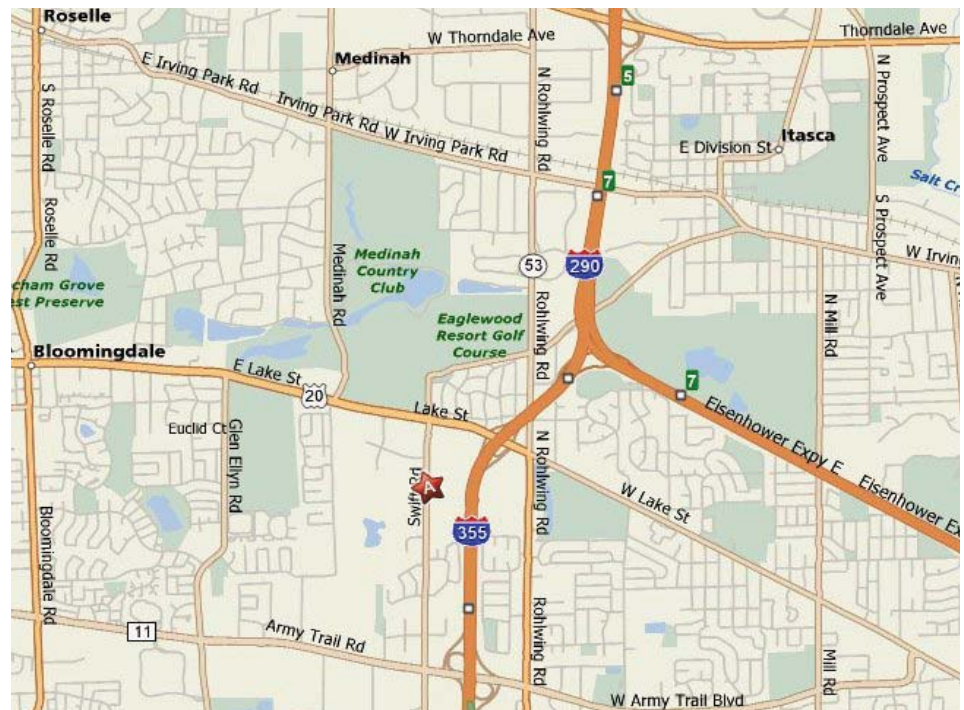 Roselle
Medinah
W Thorndale Ave
Thorndale Ave
E Irving Park Rd
Irving Park Rd
W Irving Park Rd
N Rohlwing Rd
5
N Prospect Ave
S Roselle Rd
E Division St
Itasca
7
Salt Cr
Roselle Rd
Medinah Rd
Medinah
Country
Club
53
290
S Prospect Ave
W Irving
cham Grove
est Preserve
Eaglewood
Resort Golf
Course
Rohlwing Rd
N Mill Rd
Bloomingdale
E Lake St
20
7
Lake St
Euclid Ct
Glen Ellyn Rd
Eisenhower Expy E
Eisenhower Ex
N Rohlwing Rd
W Lake St
Swift Rd
A
355
Bloomingdale Rd
11
Army Trail Rd
Rohlwing Rd
Mill Rd
W Army Trail Blvd